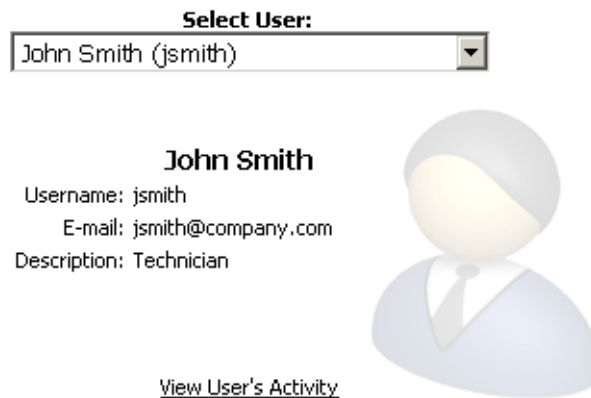 Select User:
John Smith (jsmith)
John Smith
Username: jsmith
E-mail: jsmith@company.com
Description: Technician
View User's Activity